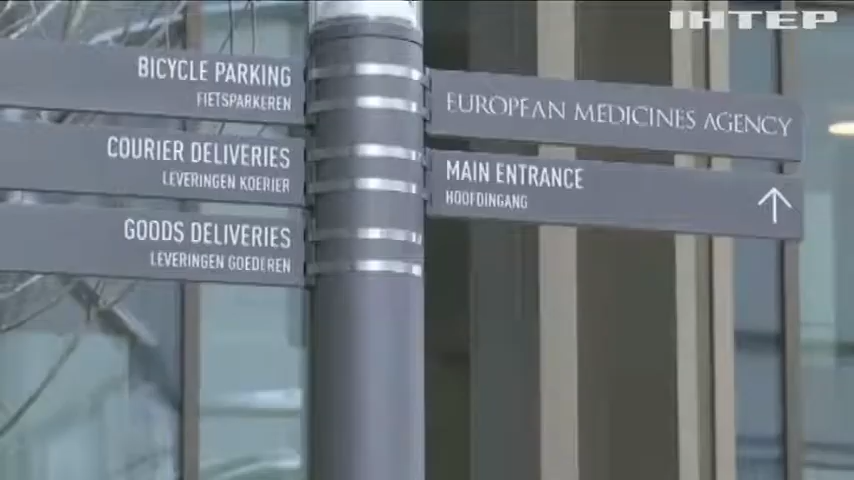 ІНТЕР
BICYCLE PARKING
FIETSPARKEREN
COURIER DELIVERIES
LEVERINGEN KOERIER
GOODS DELIVERIES
LEVERINGEN GOEDEREN
EUROPEAN MEDICINES AGENCY
MAIN ENTRANCE
HOOFDINGANG